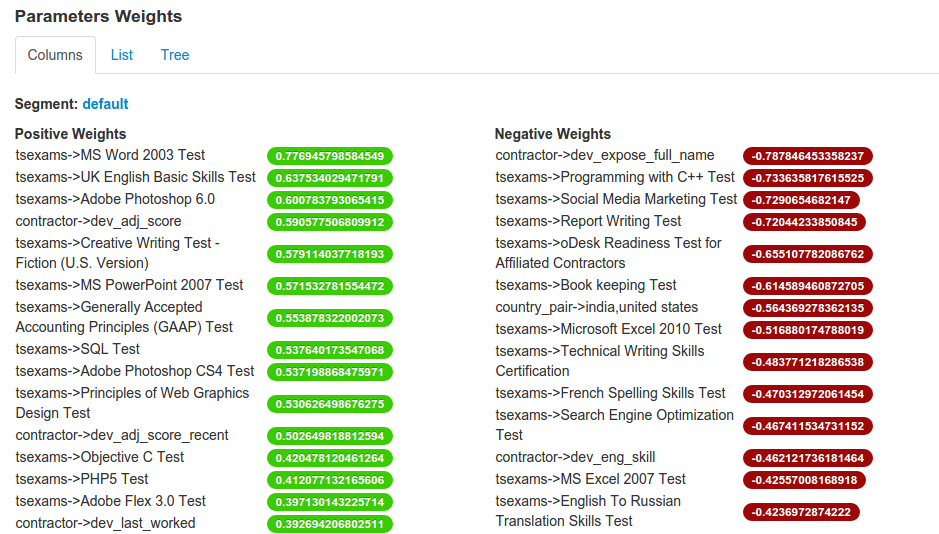 Parameters Weights
Columns List Tree
Segment: default
Positive Weights
tsexams->MS Word 2003 Test 0.776945798584549
tsexams->UK English Basic Skills Test 0.637534029471791
tsexams->Adobe Photoshop 6.0 0.600783793065415
contractor->dev_adj_score 0.590577506809912
tsexams->Creative Writing Test -
Fiction (U.S. Version) 0.579114037718193
tsexams->MS PowerPoint 2007 Test 0.571532781554472
tsexams->Generally Accepted
Accounting Principles (GAAP) Test 0.553878322002073
tsexams->SQL Test 0.537640173547068
tsexams->Adobe Photoshop CS4 Test 0.537198868475971
tsexams->Principles of Web Graphics
Design Test 0.530626498676275
contractor->dev_adj_score_recent 0.502649818812594
tsexams->Objective C Test 0.420478120461264
tsexams->PHP5 Test 0.412077132165606
tsexams->Adobe Flex 3.0 Test 0.397130143225714
contractor->dev_last_worked 0.392694206802511
Negative Weights
contractor->dev_expose_full_name -0.787846453358237
tsexams->Programming with C++ Test -0.733635817615525
tsexams->Social Media Marketing Test -0.7290654682147
tsexams->Report Writing Test -0.72044233850845
tsexams->oDesk Readiness Test for
Affiliated Contractors -0.655107782086762
tsexams->Book keeping Test -0.614589460872705
country_pair->india,united states -0.564369278362135
tsexams->Microsoft Excel 2010 Test -0.516880174788019
tsexams->Technical Writing Skills
Certification -0.483771218286538
tsexams->French Spelling Skills Test -0.470312972061454
tsexams->Search Engine Optimization
Test -0.467411534731152
contractor->dev_eng_skill -0.462121736181464
tsexams->MS Excel 2007 Test -0.42557008168918
tsexams->English To Russian
Translation Skills Test -0.4236972874222